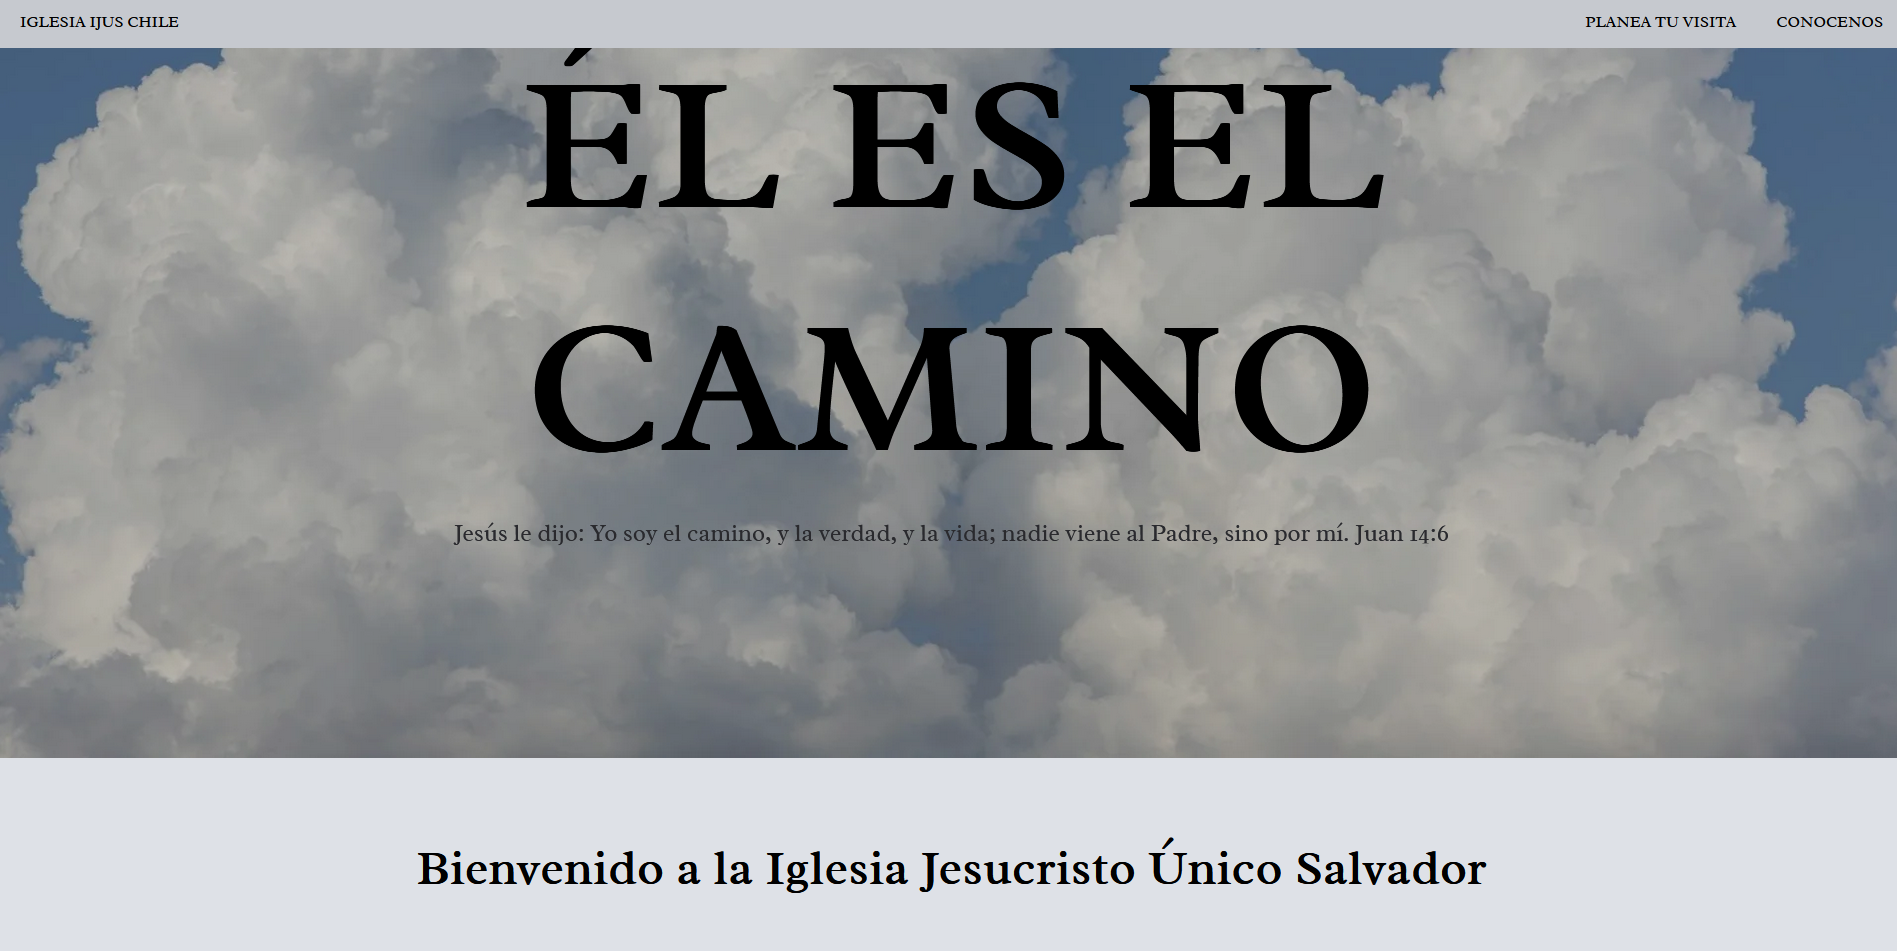 IGLESIA IJUS CHILE
PLANEA TU VISITA
CONOCENOS
ÉL ES EL
CAMINO
Jesús le dijo: Yo soy el camino, y la verdad, y la vida; nadie viene al Padre, sino por mí. Juan 14:6
Bienvenido a la Iglesia Jesucristo Único Salvador